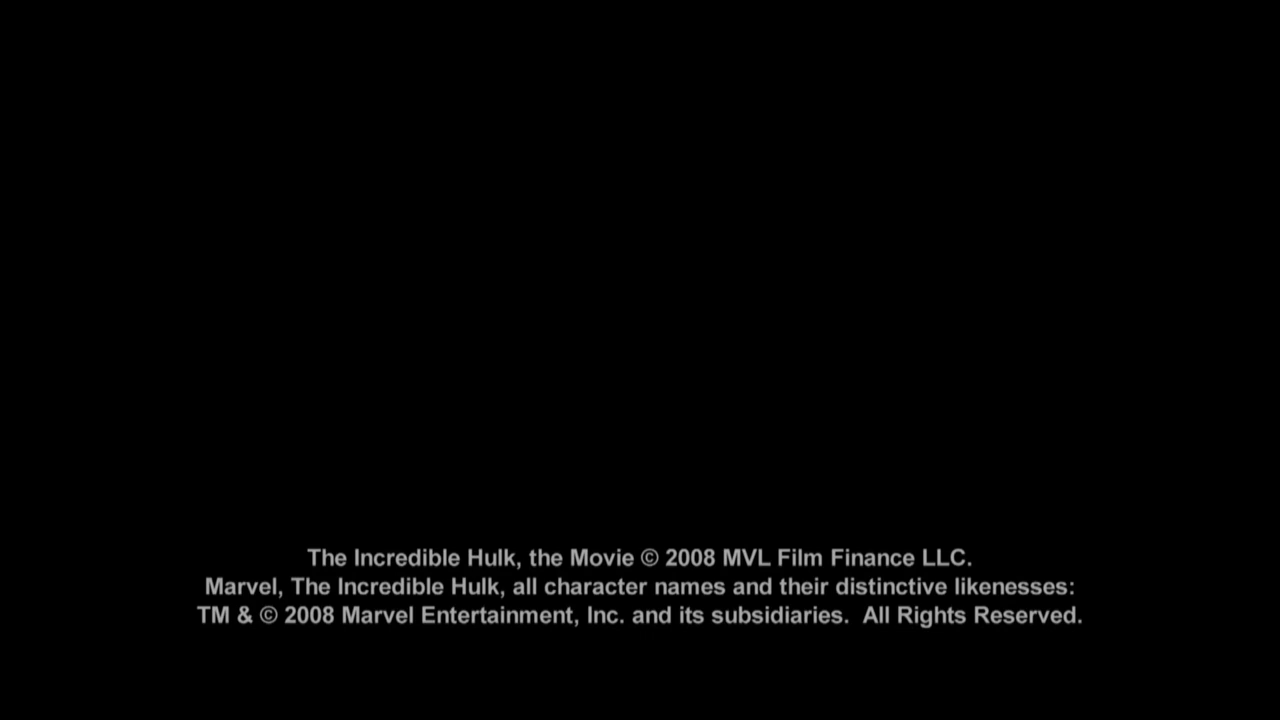 The Incredible Hulk, the Movie © 2008 MVL Film Finance LLC.
Marvel, The Incredible Hulk, all character names and their distinctive likenesses:
TM & © 2008 Marvel Entertainment, Inc. and its subsidiaries.  All Rights Reserved.